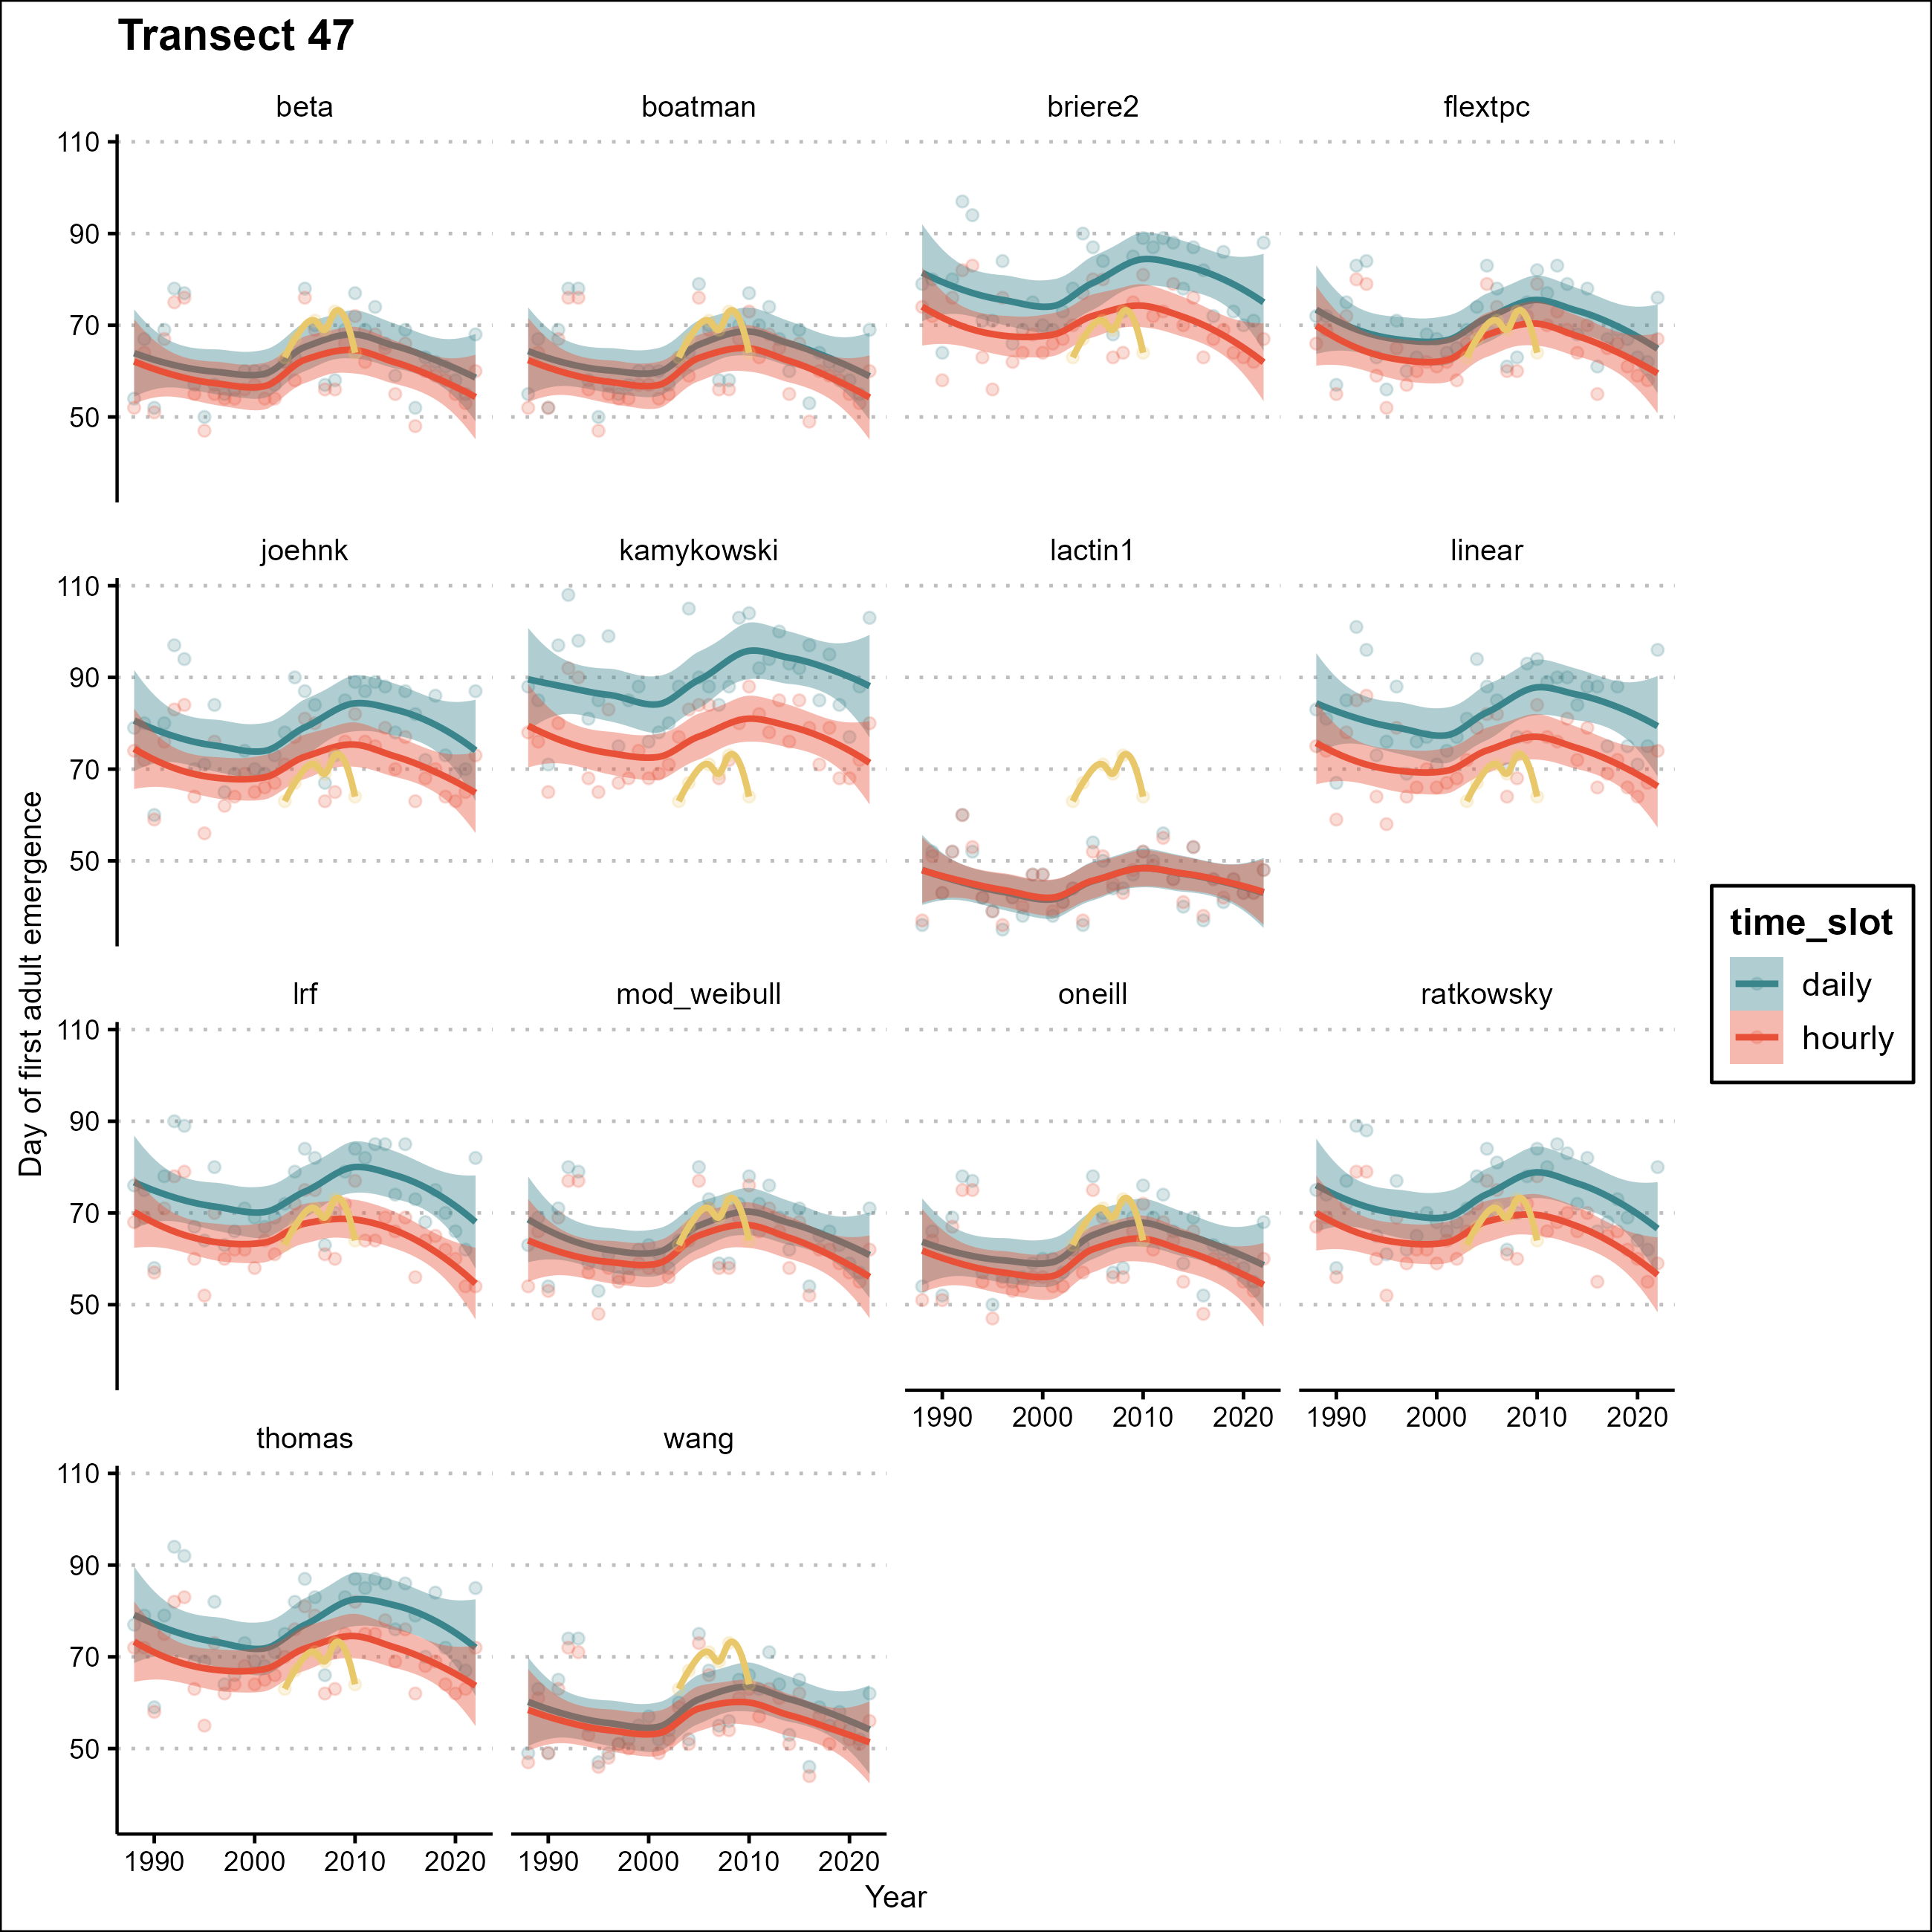 Transect 47
beta boatman briere2 flextpc
110
90
70
50
joehnk kamykowski lactin1 linear
110
90
70
50
lrf mod_weibull oneill ratkowsky
110
90
70
50
1990 2000 2010 2020 1990 2000 2010 2020
thomas wang
110
90
70
50
1990 2000 2010 2020 1990 2000 2010 2020
Year
Day of first adult emergence
time_slot
daily
hourly